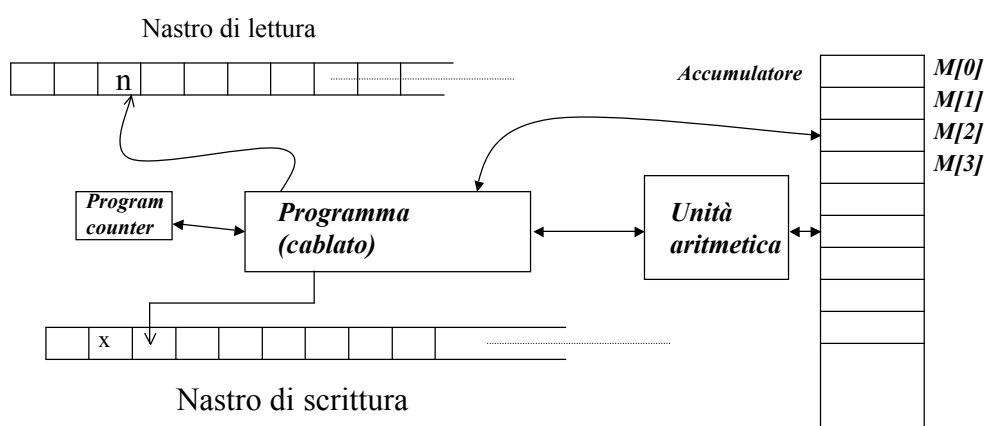 Nastro di lettura
n
Accumulatore
M[0]
M[1]
M[2]
M[3]
Program
counter
Programma
(cablato)
Unità
aritmetica
x
Nastro di scrittura